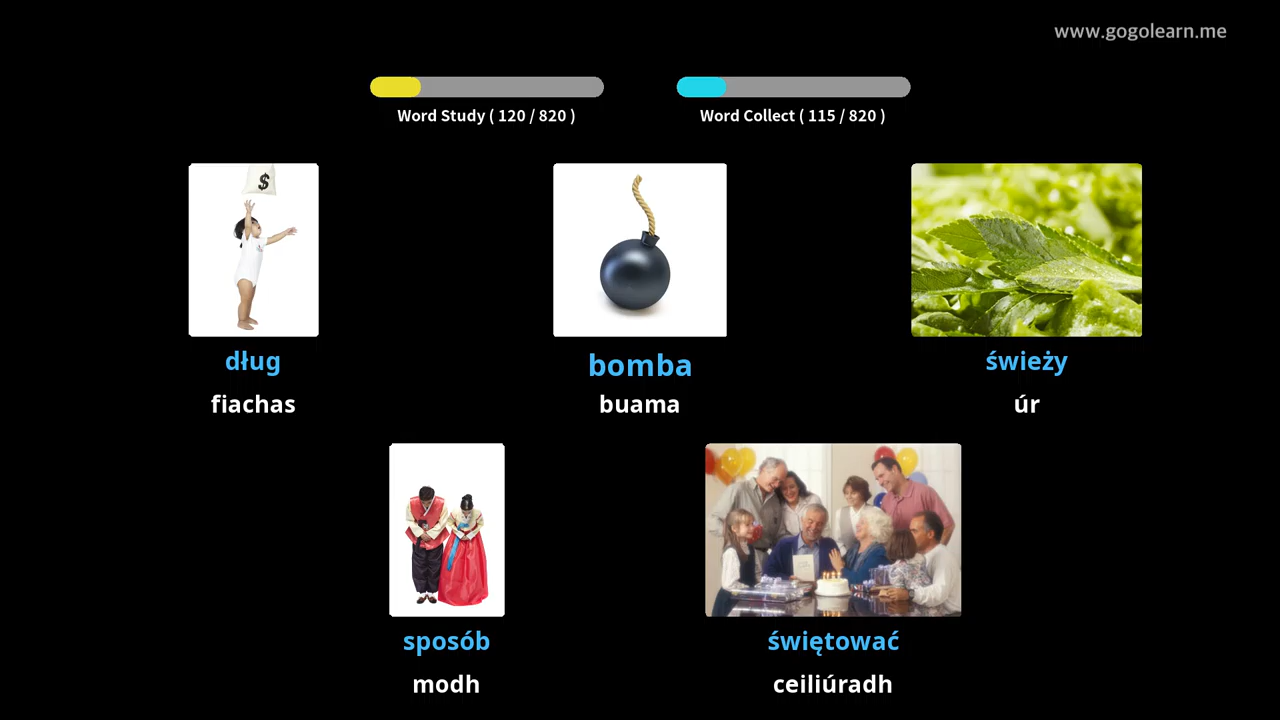 www.gogolearn.me
Word Study ( 120 / 820 )
Word Collect ( 115 / 820 )
$
dług
bomba
świeży
fiachas
buama
úr
sposób
świętować
modh
ceiliúradh